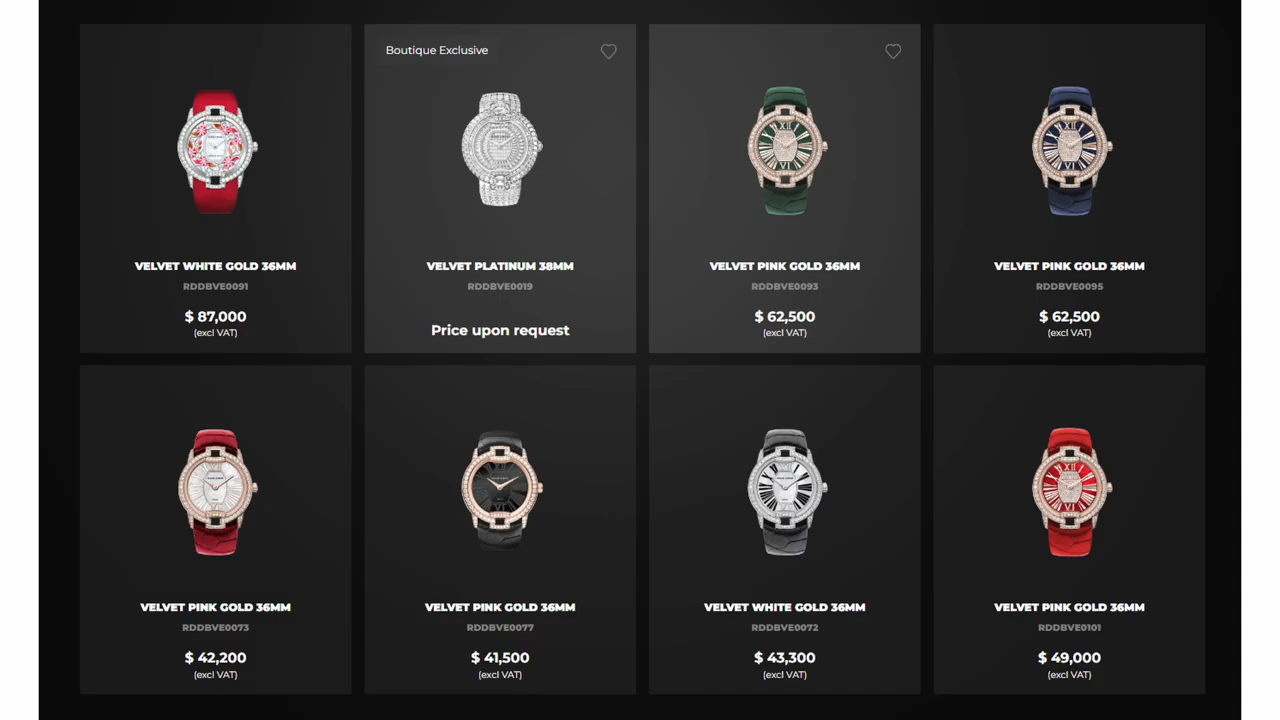 Boutique Exclusive
VELVET WHITE GOLD 36MM
RDDBVE0091
$ 87,000
(excl VAT)
VELVET PLATINUM 38MM
RDDBVE0019
Price upon request
VELVET PINK GOLD 36MM
RDDBVE0093
$ 62,500
(excl VAT)
VELVET PINK GOLD 36MM
RDDBVE0095
$ 62,500
(excl VAT)
VELVET PINK GOLD 36MM
RDDBVE0073
$ 42,200
(excl VAT)
VELVET PINK GOLD 36MM
RDDBVE0077
$ 41,500
(excl VAT)
VELVET WHITE GOLD 36MM
RDDBVE0072
$ 43,300
(excl VAT)
VELVET PINK GOLD 36MM
RDDBVE0101
$ 49,000
(excl VAT)